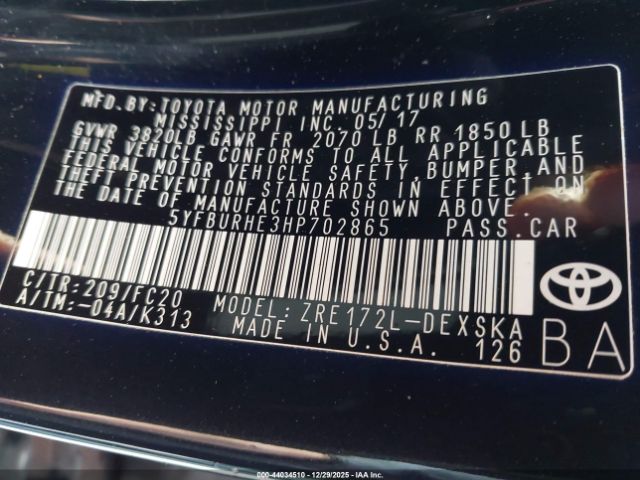 MFD. BY: TOYOTA MOTOR MANUFACTURING
MISSISSIPPI INC. 05/17
GVWR 3820LB GAWR FR 2070 LB RR 1850 LB
THIS VEHICLE CONFORMS TO ALL APPLICABLE
FEDERAL MOTOR VEHICLE SAFETY, BUMPER, AND
THEFT PREVENTION STANDARDS IN EFFECT ON
THE DATE OF MANUFACTURE SHOWN ABOVE.
5YFBURHE3HP702865 PASS. CAR
C/TR: 209/FC20
A/TM: -04A/K313
MODEL: ZRE172L-DEXSKA
MADE IN U.S.A. 126
BA
© - 44034510 - 12/29/2025 - IAA Inc.